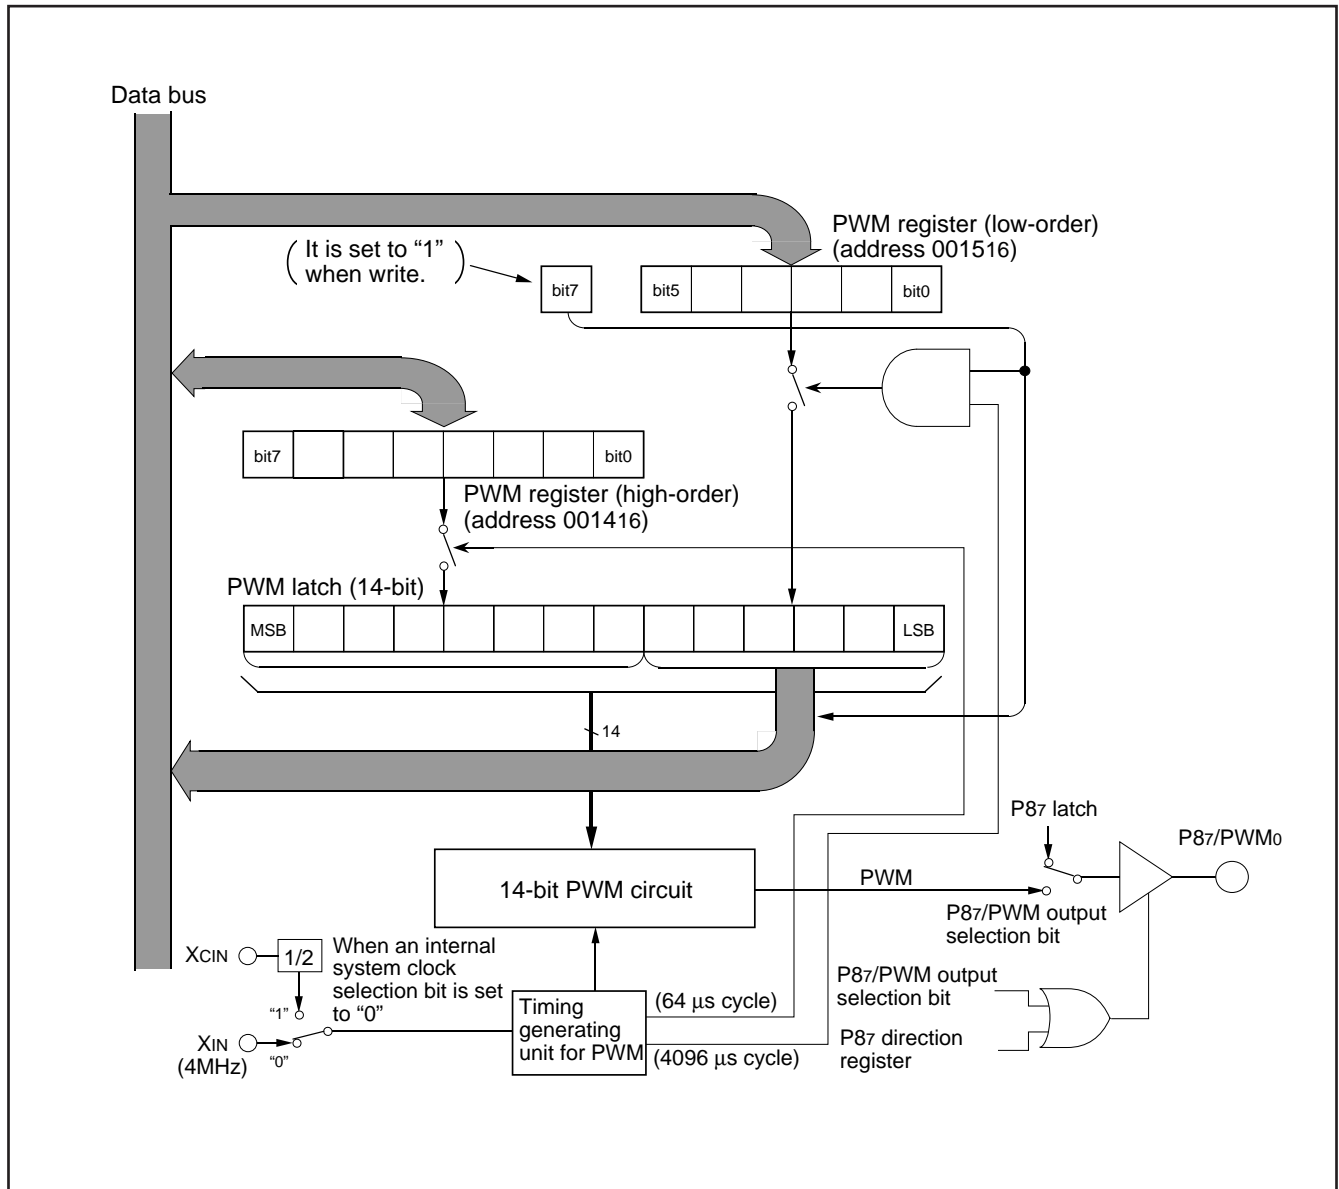 Data bus
PWM register (low-order)
(address 001516)
( It is set to “1” )
when write.
bit7
bit5
bit0
bit7
bit0
PWM register (high-order)
(address 001416)
PWM latch (14-bit)
MSB
LSB
14
P87 latch
P87/PWM0
14-bit PWM circuit
PWM
P87/PWM output
selection bit
XCIN
1/2
When an internal
system clock
selection bit is set
to “0”
“1”
XIN
(4MHz)
“0”
Timing
generating
unit for PWM
(64 µs cycle)
(4096 µs cycle)
P87/PWM output
selection bit
P87 direction
register